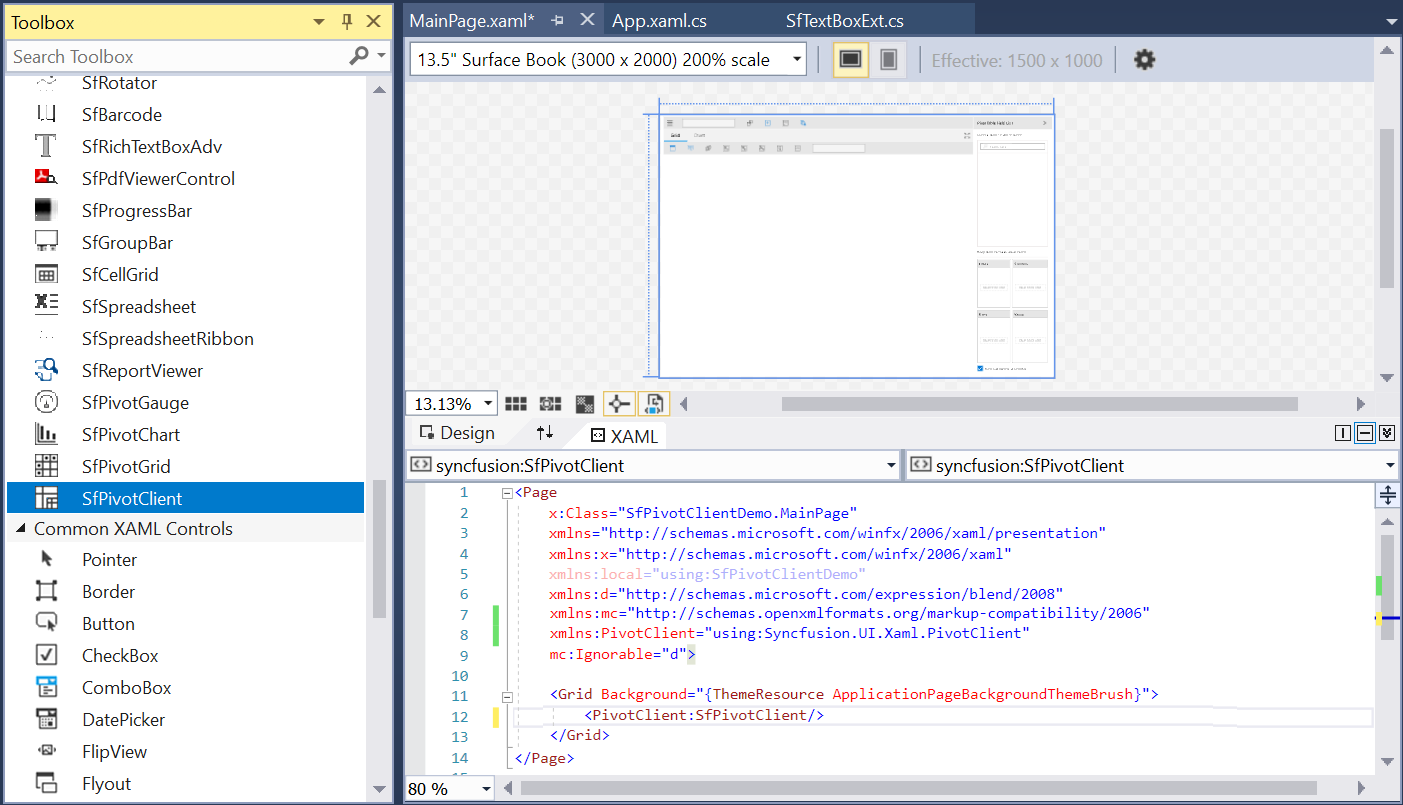 Toolbox
Search Toolbox
SfRotator
SfBarcode
SfRichTextBoxAdv
SfPdfViewerControl
SfProgressBar
SfGroupBar
SfCellGrid
SfSpreadsheet
SfSpreadsheetRibbon
SfReportViewer
SfPivotGauge
SfPivotChart
SfPivotGrid
SfPivotClient
Common XAML Controls
Pointer
Border
Button
CheckBox
ComboBox
DatePicker
FlipView
Flyout
MainPage.xaml* App.xaml.cs SfTextBoxExt.cs
13.5" Surface Book (3000 x 2000) 200% scale Effective: 1500 x 1000
13.13%
Design XAML
syncfusion:SfPivotClient syncfusion:SfPivotClient
1 <Page
2 x:Class="SfPivotClientDemo.MainPage"
3 xmlns="http://schemas.microsoft.com/winfx/2006/xaml/presentation"
4 xmlns:x="http://schemas.microsoft.com/winfx/2006/xaml"
5 xmlns:local="using:SfPivotClientDemo"
6 xmlns:d="http://schemas.microsoft.com/expression/blend/2008"
7 xmlns:mc="http://schemas.openxmlformats.org/markup-compatibility/2006"
8 xmlns:PivotClient="using:Syncfusion.UI.Xaml.PivotClient"
9 mc:Ignorable="d">
10
11 <Grid Background="{ThemeResource ApplicationPageBackgroundThemeBrush}">
12 <PivotClient:SfPivotClient/>
13 </Grid>
14 </Page>
80 %